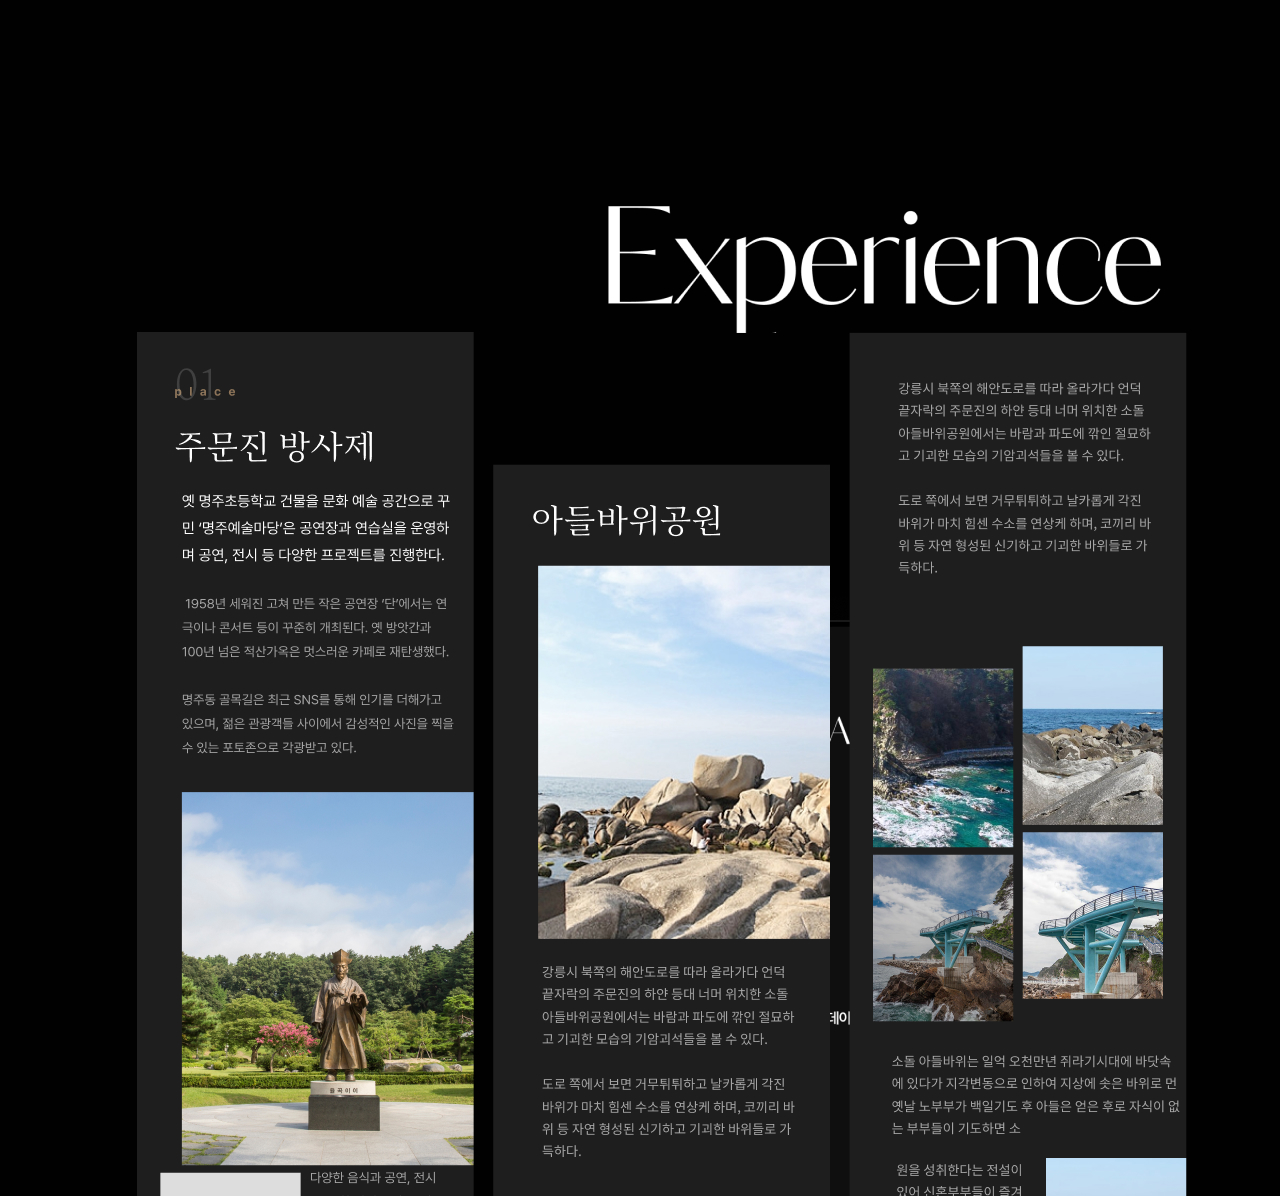 Experience
01
place
주문진 방사제
옛 명주초등학교 건물을 문화 예술 공간으로 꾸
민 ‘명주예술마당’은 공연장과 연습실을 운영하
며 공연, 전시 등 다양한 프로젝트를 진행한다.
1958년 세워진 고쳐 만든 작은 공연장 ‘단’에서는 연
극이나 콘서트 등이 꾸준히 개최된다. 옛 방앗간과
100년 넘은 적산가옥은 멋스러운 카페로 재탄생했다.
명주동 골목길은 최근 SNS를 통해 인기를 더해가고
있으며, 젊은 관광객들 사이에서 감성적인 사진을 찍을
수 있는 포토존으로 각광받고 있다.
율곡이이
다양한 음식과 공연, 전시
아들바위공원
강릉시 북쪽의 해안도로를 따라 올라가다 언덕
끝자락의 주문진의 하얀 등대 너머 위치한 소돌
아들바위공원에서는 바람과 파도에 깎인 절묘하
고 기괴한 모습의 기암괴석들을 볼 수 있다.
도로 쪽에서 보면 거무튀튀하고 날카롭게 각진
바위가 마치 힘센 수소를 연상케 하며, 코끼리 바
위 등 자연 형성된 신기하고 기괴한 바위들로 가
득하다.
A
데이
강릉시 북쪽의 해안도로를 따라 올라가다 언덕
끝자락의 주문진의 하얀 등대 너머 위치한 소돌
아들바위공원에서는 바람과 파도에 깎인 절묘하
고 기괴한 모습의 기암괴석들을 볼 수 있다.
도로 쪽에서 보면 거무튀튀하고 날카롭게 각진
바위가 마치 힘센 수소를 연상케 하며, 코끼리 바
위 등 자연 형성된 신기하고 기괴한 바위들로 가
득하다.
소돌 아들바위는 일억 오천만년 쥐라기시대에 바닷속
에 있다가 지각변동으로 인하여 지상에 솟은 바위로 먼
옛날 노부부가 백일기도 후 아들은 얻은 후로 자식이 없
는 부부들이 기도하면 소
원을 성취한다는 전설이
있어 신혼부부들이 즐겨